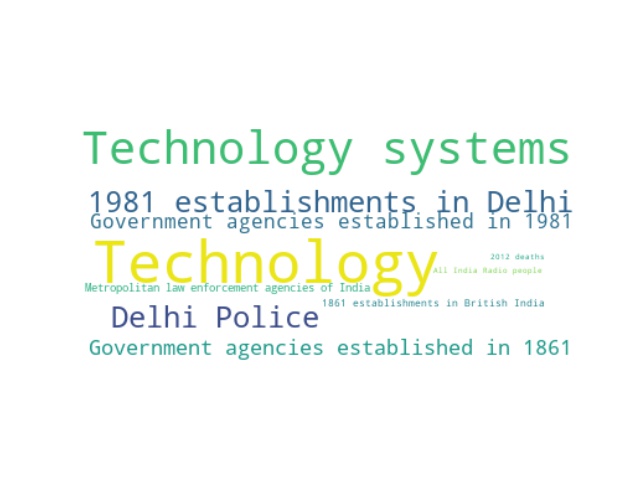 Technology systems
1981 establishments in Delhi
Government agencies established in 1981
Technology
2012 deaths
All India Radio people
Metropolitan law enforcement agencies of India
1861 establishments in British India
Delhi Police
Government agencies established in 1861